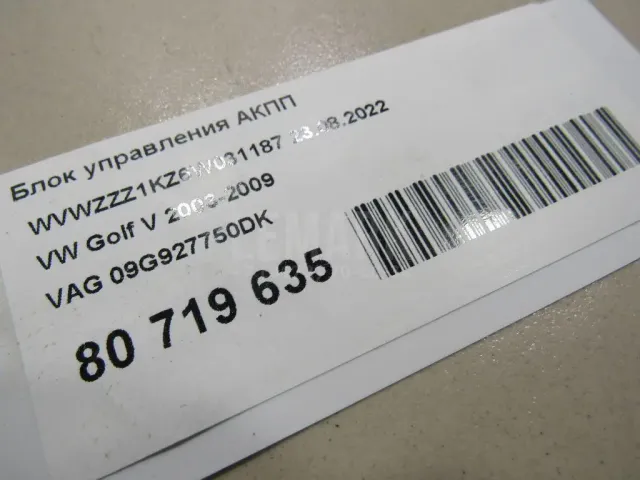 Блок управления АКПП
WVWZZZ1KZ6W031187 23.08.2022
VW Golf V 2003-2009
VAG 09G927750DK
80 719 635